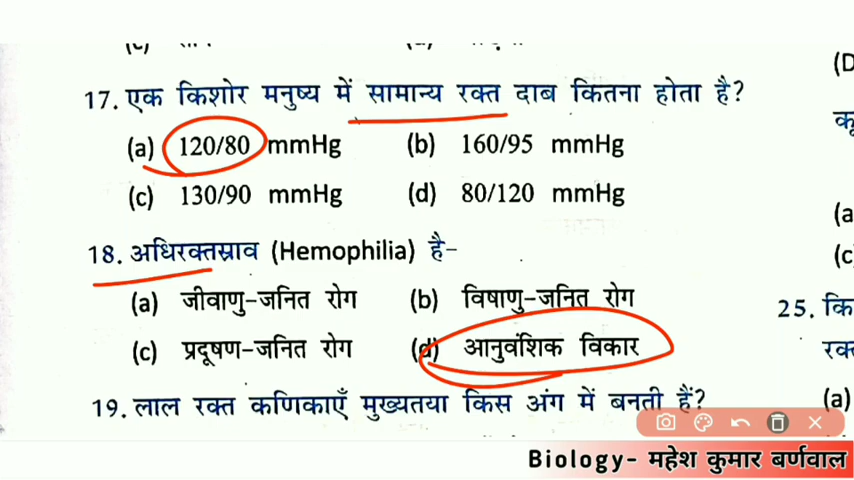 17. एक किशोर मनुष्य में सामान्य रक्त दाब कितना होता है?
(a) 120/80 mmHg (b) 160/95 mmHg
(c) 130/90 mmHg (d) 80/120 mmHg
18. अधिरक्तस्राव (Hemophilia) है-
(a) जीवाणु-जनित रोग (b) विषाणु-जनित रोग
(c) प्रदूषण-जनित रोग (d) आनुवंशिक विकार
19. लाल रक्त कणिकाएँ मुख्यतया किस अंग में बनती हैं?
(D
(a
(c
25. कि
रक्त
(a)
Biology- महेश कुमार बर्णवाल